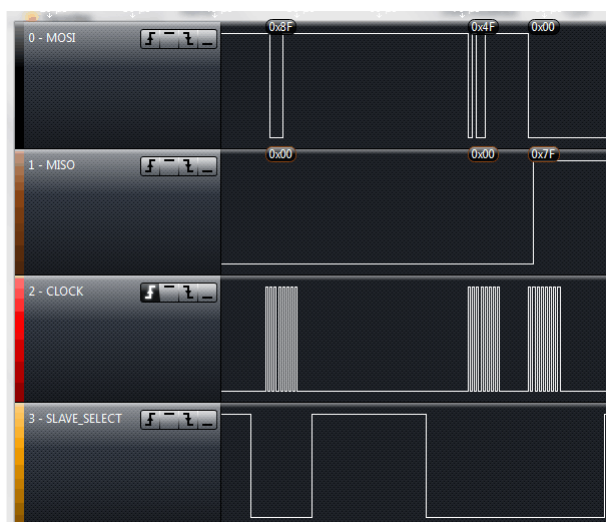 0 - MOSI
0x8F 0x4F 0x00
1 - MISO
0x00 0x00 0x7F
2 - CLOCK
3 - SLAVE_SELECT